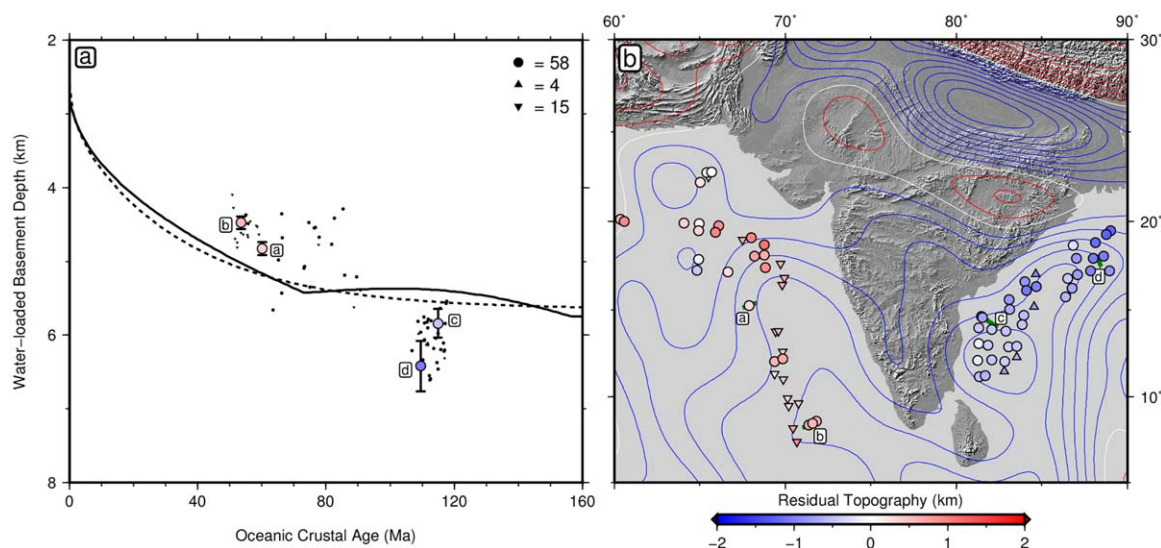 a
= 58
= 4
= 15
b
a
c
d
2
4
6
8
Water-loaded Basement Depth (km)
0 40 80 120 160
Oceanic Crustal Age (Ma)
60˚ 70˚ 80˚ 90˚
b
30˚
20˚
10˚
a
b
c
d
Residual Topography (km)
−2 −1 0 1 2